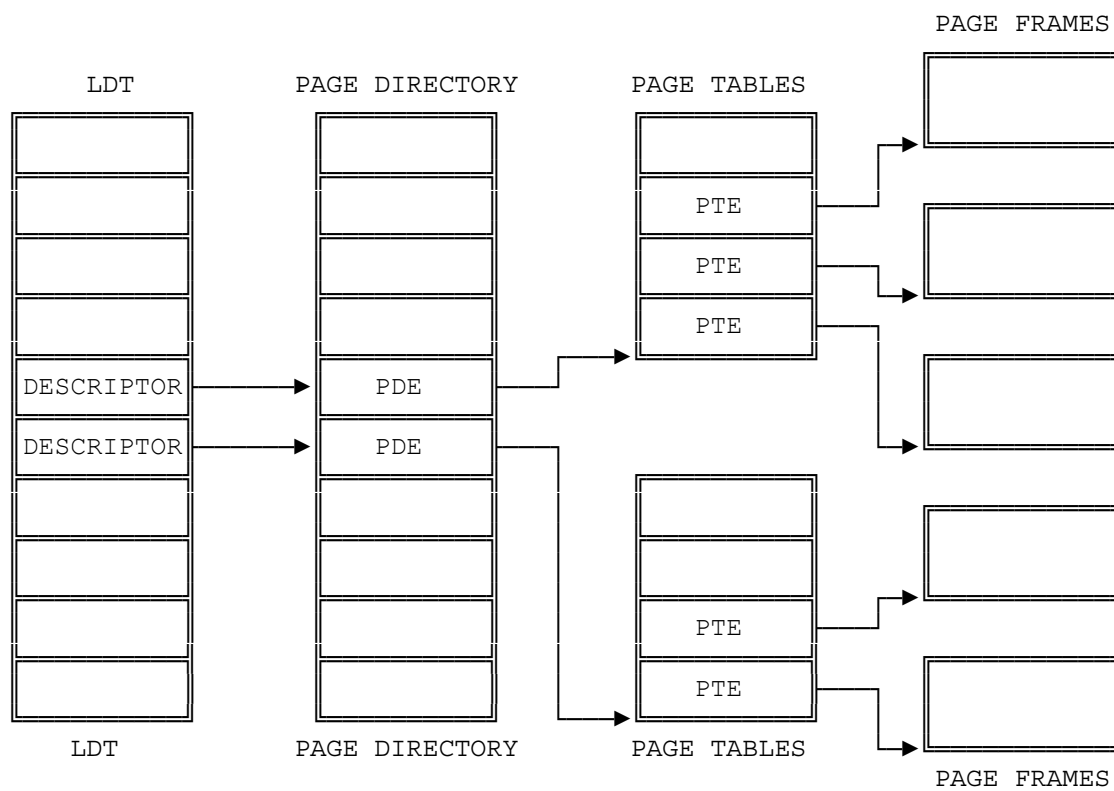 PAGE FRAMES
LDT PAGE DIRECTORY PAGE TABLES
PTE
PTE
PTE
DESCRIPTOR PDE
DESCRIPTOR PDE
PTE
PTE
LDT PAGE DIRECTORY PAGE TABLES
PAGE FRAMES